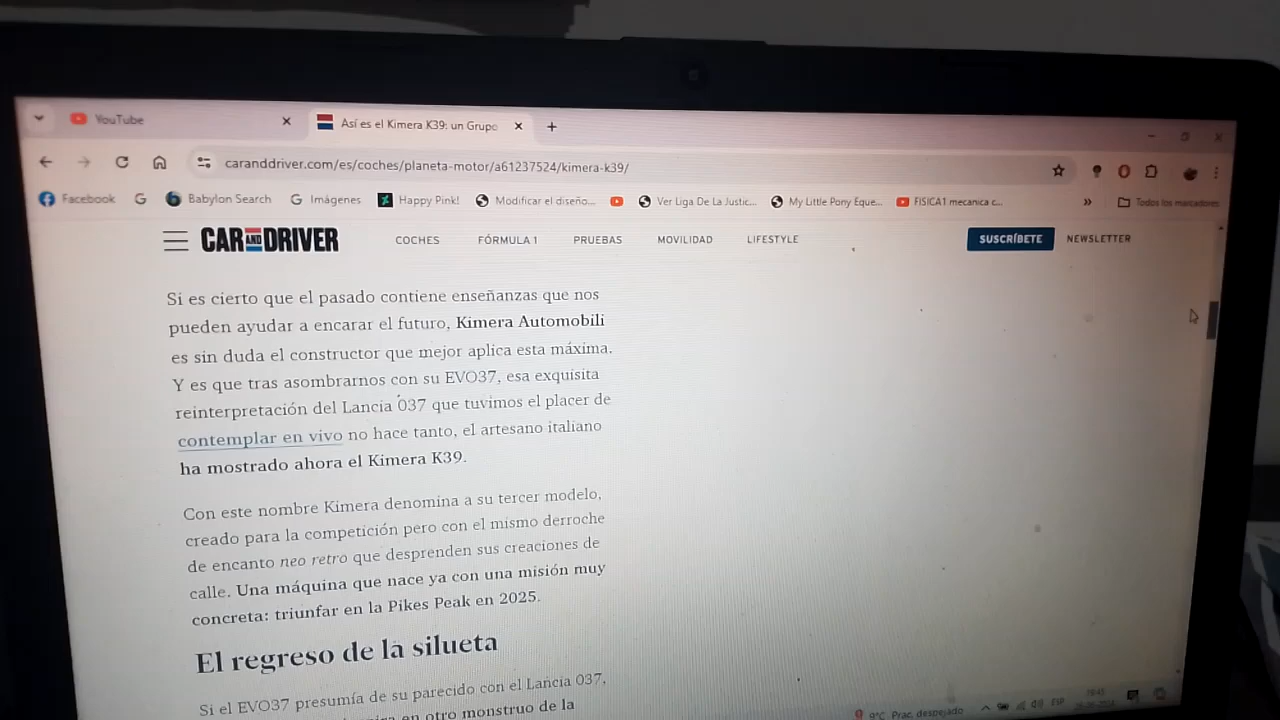 YouTube
Así es el Kimera K39: un Grupo
caranddriver.com/es/coches/planeta-motor/a61237524/kimera-k39/
Facebook Babylon Search Imágenes Happy Pink! Modificar el diseño... Ver Liga De La Justic... My Little Pony Eque... FISICA1 mecanica c... » Todos los marcadores
CAR AND DRIVER COCHES FÓRMULA 1 PRUEBAS MOVILIDAD LIFESTYLE SUSCRÍBETE NEWSLETTER
Si es cierto que el pasado contiene enseñanzas que nos
pueden ayudar a encarar el futuro, Kimera Automobili
es sin duda el constructor que mejor aplica esta máxima.
Y es que tras asombrarnos con su EVO37, esa exquisita
reinterpretación del Lancia 037 que tuvimos el placer de
contemplar en vivo no hace tanto, el artesano italiano
ha mostrado ahora el Kimera K39.
Con este nombre Kimera denomina a su tercer modelo,
creado para la competición pero con el mismo derroche
de encanto neo retro que desprenden sus creaciones de
calle. Una máquina que nace ya con una misión muy
concreta: triunfar en la Pikes Peak en 2025.
El regreso de la silueta
Si el EVO37 presumía de su parecido con el Lancia 037,
en otro monstruo de la
9°C Prac. despejado ESP